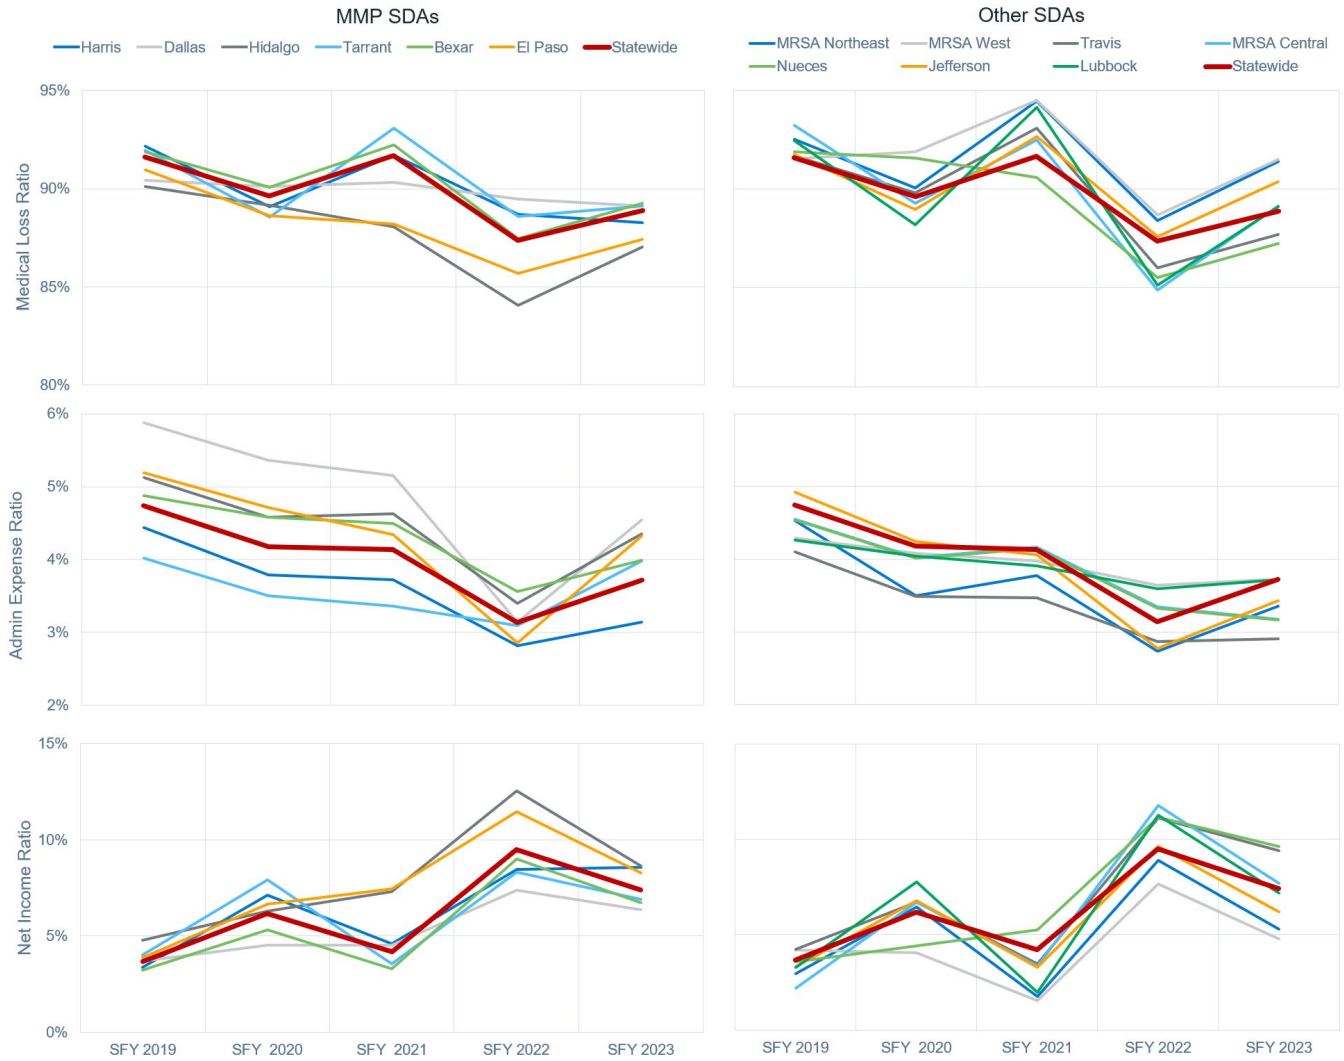 MMP SDAs
Harris Dallas Hidalgo Tarrant Bexar El Paso Statewide
Other SDAs
MRSA Northeast MRSA West Travis MRSA Central
Nueces Jefferson Lubbock Statewide
Medical Loss Ratio
95%
90%
85%
80%
Admin Expense Ratio
6%
5%
4%
3%
2%
Net Income Ratio
15%
10%
5%
0%
SFY 2019 SFY 2020 SFY 2021 SFY 2022 SFY 2023
SFY 2019 SFY 2020 SFY 2021 SFY 2022 SFY 2023